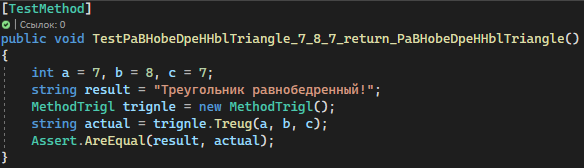 [TestMethod]
| Ссылок: 0
public void TestPaBHobeDpeHHblTriangle_7_8_7_return_PaBHobeDpeHHblTriangle()
{
int a = 7, b = 8, c = 7;
string result = "Треугольник равнобедренный!";
MethodTrigl trignle = new MethodTrigl();
string actual = trignle.Treug(a, b, c);
Assert.AreEqual(result, actual);
}